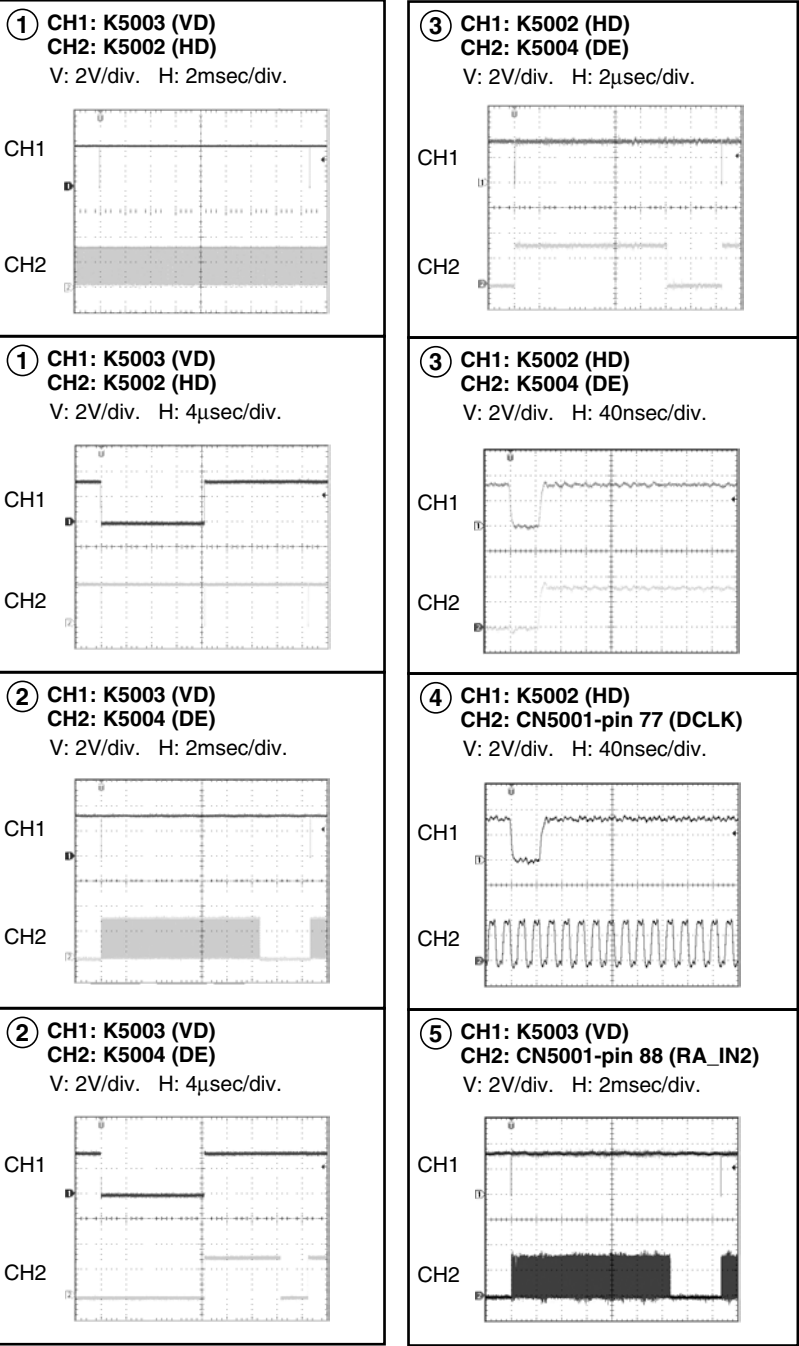 ① CH1: K5003 (VD)
CH2: K5002 (HD)
V: 2V/div. H: 2msec/div.
CH1
CH2
① CH1: K5003 (VD)
CH2: K5002 (HD)
V: 2V/div. H: 4μsec/div.
CH1
CH2
② CH1: K5003 (VD)
CH2: K5004 (DE)
V: 2V/div. H: 2msec/div.
CH1
CH2
② CH1: K5003 (VD)
CH2: K5004 (DE)
V: 2V/div. H: 4μsec/div.
CH1
CH2
③ CH1: K5002 (HD)
CH2: K5004 (DE)
V: 2V/div. H: 2μsec/div.
CH1
CH2
③ CH1: K5002 (HD)
CH2: K5004 (DE)
V: 2V/div. H: 40nsec/div.
CH1
CH2
④ CH1: K5002 (HD)
CH2: CN5001-pin 77 (DCLK)
V: 2V/div. H: 40nsec/div.
CH1
CH2
⑤ CH1: K5003 (VD)
CH2: CN5001-pin 88 (RA_IN2)
V: 2V/div. H: 2msec/div.
CH1
CH2